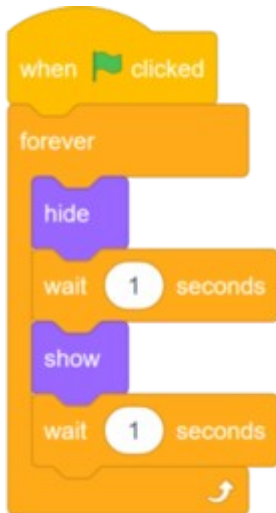 when clicked
forever
hide
wait 1 seconds
show
wait 1 seconds